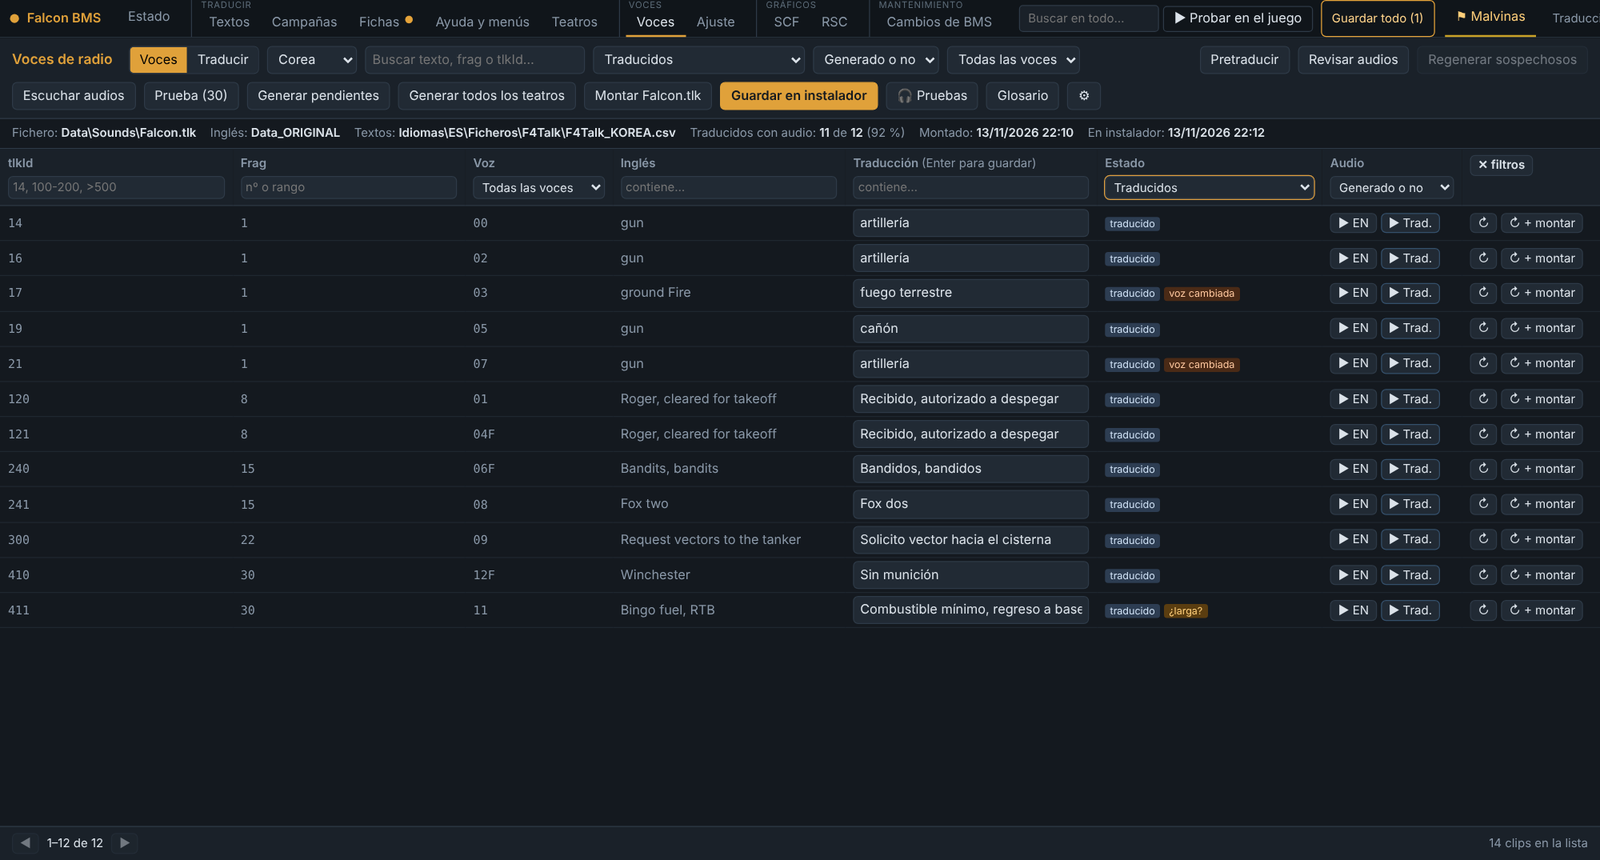 Falcon BMS
Estado
TRADUCIR
Textos Campañas Fichas Ayuda y menús Teatros
VOCES
Voces Ajuste
GRÁFICOS
SCF RSC
MANTENIMIENTO
Cambios de BMS
Buscar en todo...
▶ Probar en el juego
Guardar todo (1)
⚑ Malvinas
Traducc
Voces de radio Voces Traducir Corea Buscar texto, frag o tlkId... Traducidos Generado o no Todas las voces Pretraducir Revisar audios Regenerar sospechosos
Escuchar audios Prueba (30) Generar pendientes Generar todos los teatros Montar Falcon.tlk Guardar en instalador 🎧 Pruebas Glosario ⚙
Fichero: Data\Sounds\Falcon.tlk Inglés: Data_ORIGINAL Textos: Idiomas\ES\Ficheros\F4Talk\F4Talk_KOREA.csv Traducidos con audio: 11 de 12 (92 %) Montado: 13/11/2026 22:10 En instalador: 13/11/2026 22:12
tlkId Frag Voz Inglés Traducción (Enter para guardar) Estado Audio ✕ filtros
14, 100-200, >500 nº o rango Todas las voces contiene... contiene... Traducidos Generado o no
14 1 00 gun artillería traducido ▶ EN ▶ Trad. ↻ ↻ + montar
16 1 02 gun artillería traducido ▶ EN ▶ Trad. ↻ ↻ + montar
17 1 03 ground Fire fuego terrestre traducido voz cambiada ▶ EN ▶ Trad. ↻ ↻ + montar
19 1 05 gun cañón traducido ▶ EN ▶ Trad. ↻ ↻ + montar
21 1 07 gun artillería traducido voz cambiada ▶ EN ▶ Trad. ↻ ↻ + montar
120 8 01 Roger, cleared for takeoff Recibido, autorizado a despegar traducido ▶ EN ▶ Trad. ↻ ↻ + montar
121 8 04F Roger, cleared for takeoff Recibido, autorizado a despegar traducido ▶ EN ▶ Trad. ↻ ↻ + montar
240 15 06F Bandits, bandits Bandidos, bandidos traducido ▶ EN ▶ Trad. ↻ ↻ + montar
241 15 08 Fox two Fox dos traducido ▶ EN ▶ Trad. ↻ ↻ + montar
300 22 09 Request vectors to the tanker Solicito vector hacia el cisterna traducido ▶ EN ▶ Trad. ↻ ↻ + montar
410 30 12F Winchester Sin munición traducido ▶ EN ▶ Trad. ↻ ↻ + montar
411 30 11 Bingo fuel, RTB Combustible mínimo, regreso a base traducido ¿larga? ▶ EN ▶ Trad. ↻ ↻ + montar
◀ 1–12 de 12 ▶ 14 clips en la lista